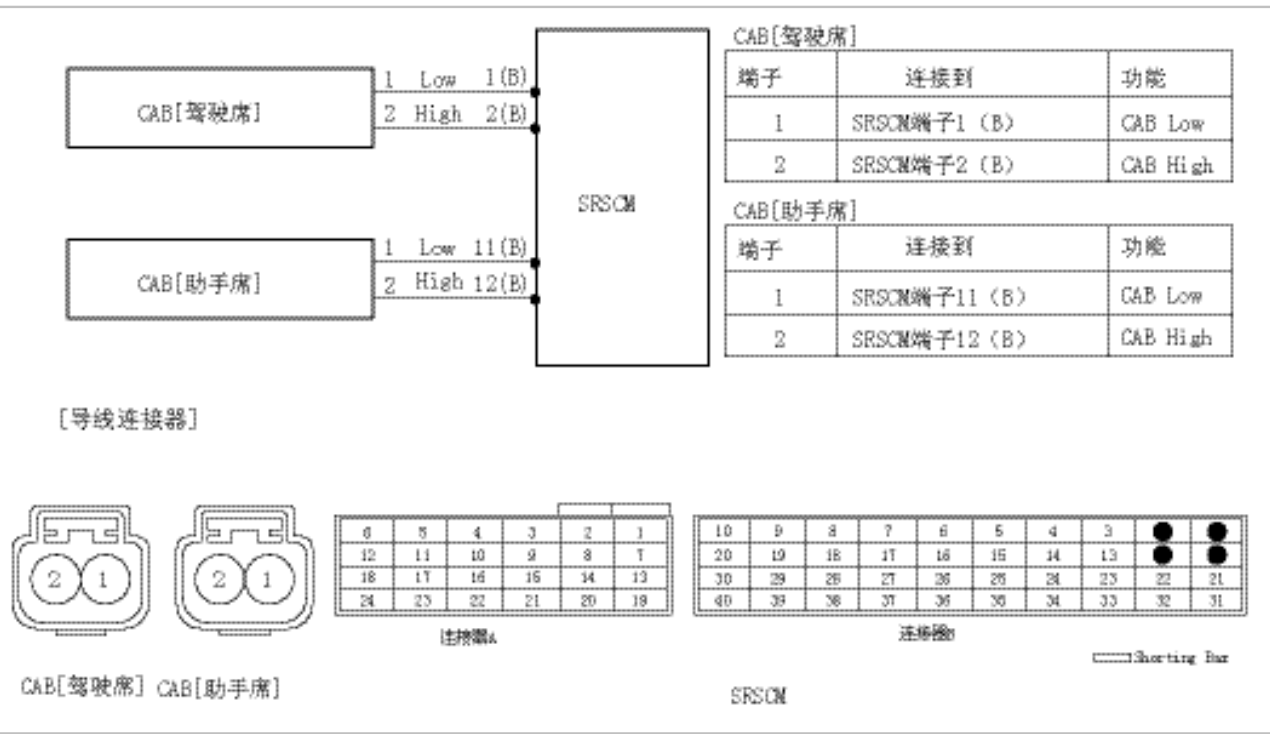 CAB[驾驶席]
1 Low 1(B)
2 High 2(B)
CAB[助手席]
1 Low 11(B)
2 High 12(B)
SRSCM
CAB[驾驶席]
端子 连接到 功能
1 SRSCM端子1（B） CAB Low
2 SRSCM端子2（B） CAB High
CAB[助手席]
端子 连接到 功能
1 SRSCM端子11（B） CAB Low
2 SRSCM端子12（B） CAB High
[导线连接器]
2 1
2 1
CAB[驾驶席] CAB[助手席]
6 5 4 3 2 1
12 11 10 9 8 7
18 17 16 15 14 13
24 23 22 21 20 19
连接器A
10 9 8 7 6 5 4 3
20 19 18 17 16 15 14 13
30 29 28 27 26 25 24 23 22 21
40 39 38 37 36 35 34 33 32 31
连接器B
Shorting Bar
SRSCM